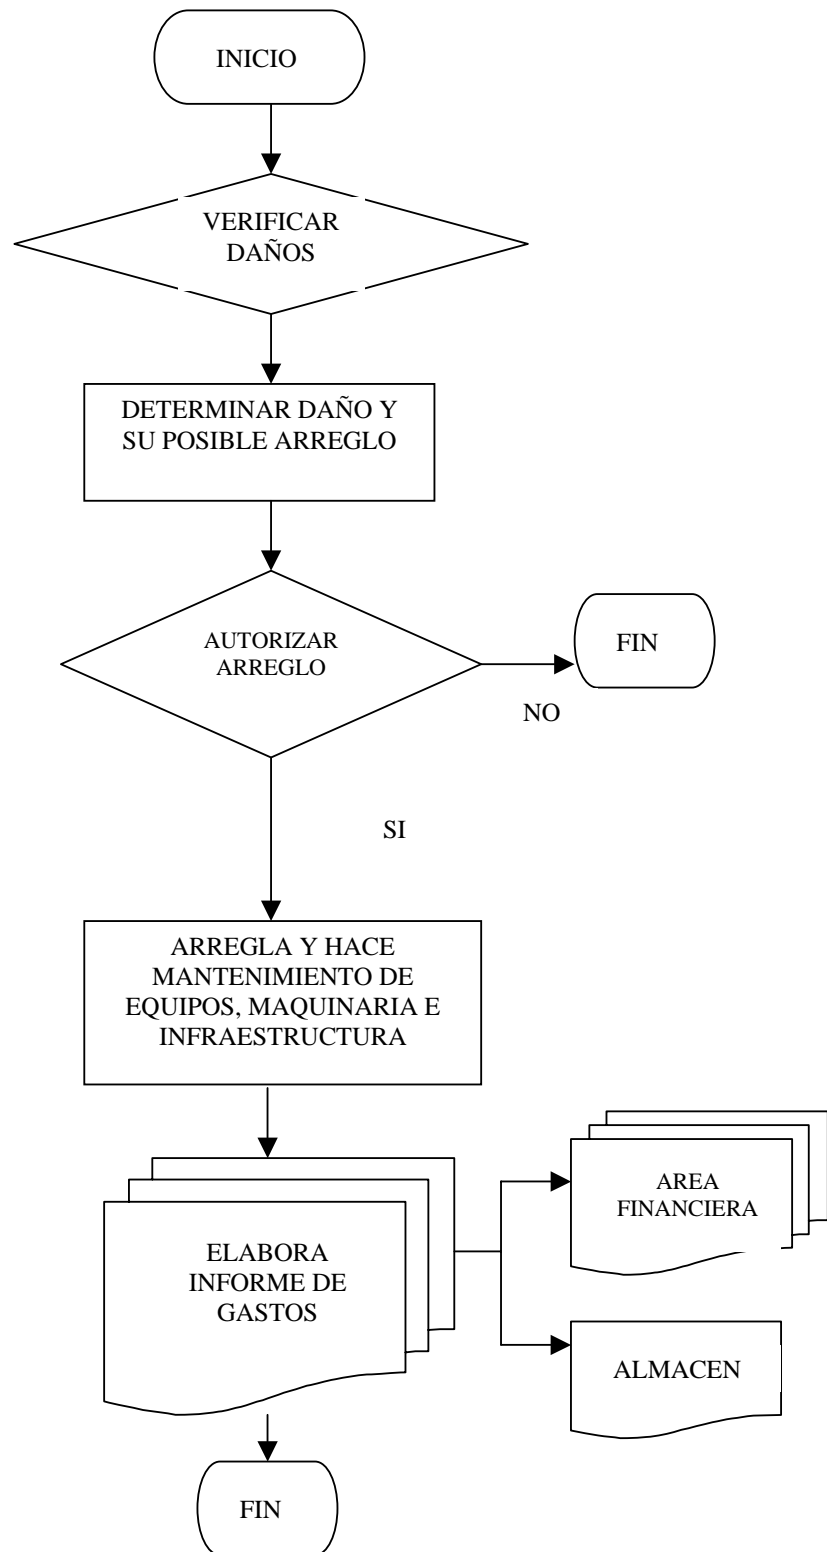 INICIO
VERIFICAR
DAÑOS
DETERMINAR DAÑO Y
SU POSIBLE ARREGLO
AUTORIZAR
ARREGLO
FIN
NO
SI
ARREGLA Y HACE
MANTENIMIENTO DE
EQUIPOS, MAQUINARIA E
INFRAESTRUCTURA
AREA
FINANCIERA
ELABORA
INFORME DE
GASTOS
ALMACEN
FIN